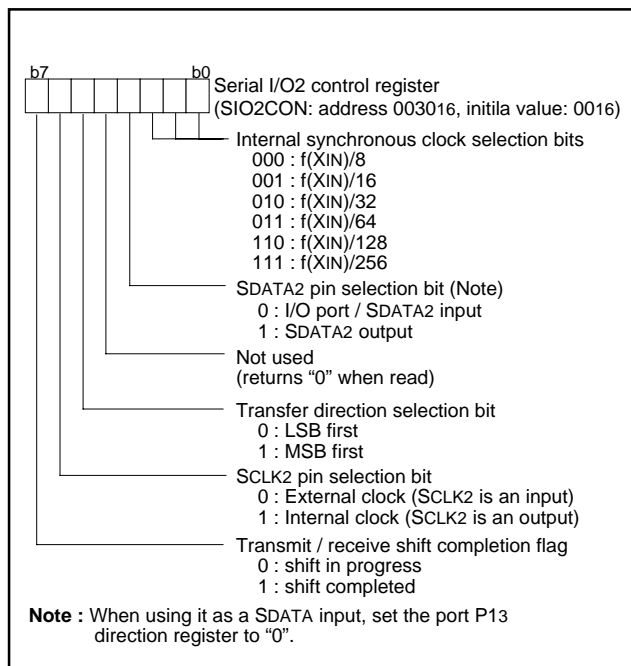 b7 b0
Serial I/O2 control register
(SIO2CON: address 003016, initila value: 0016)
Internal synchronous clock selection bits
000 : f(XIN)/8
001 : f(XIN)/16
010 : f(XIN)/32
011 : f(XIN)/64
110 : f(XIN)/128
111 : f(XIN)/256
SDATA2 pin selection bit (Note)
0 : I/O port / SDATA2 input
1 : SDATA2 output
Not used
(returns “0” when read)
Transfer direction selection bit
0 : LSB first
1 : MSB first
SCLK2 pin selection bit
0 : External clock (SCLK2 is an input)
1 : Internal clock (SCLK2 is an output)
Transmit / receive shift completion flag
0 : shift in progress
1 : shift completed
Note : When using it as a SDATA input, set the port P13
direction register to “0”.